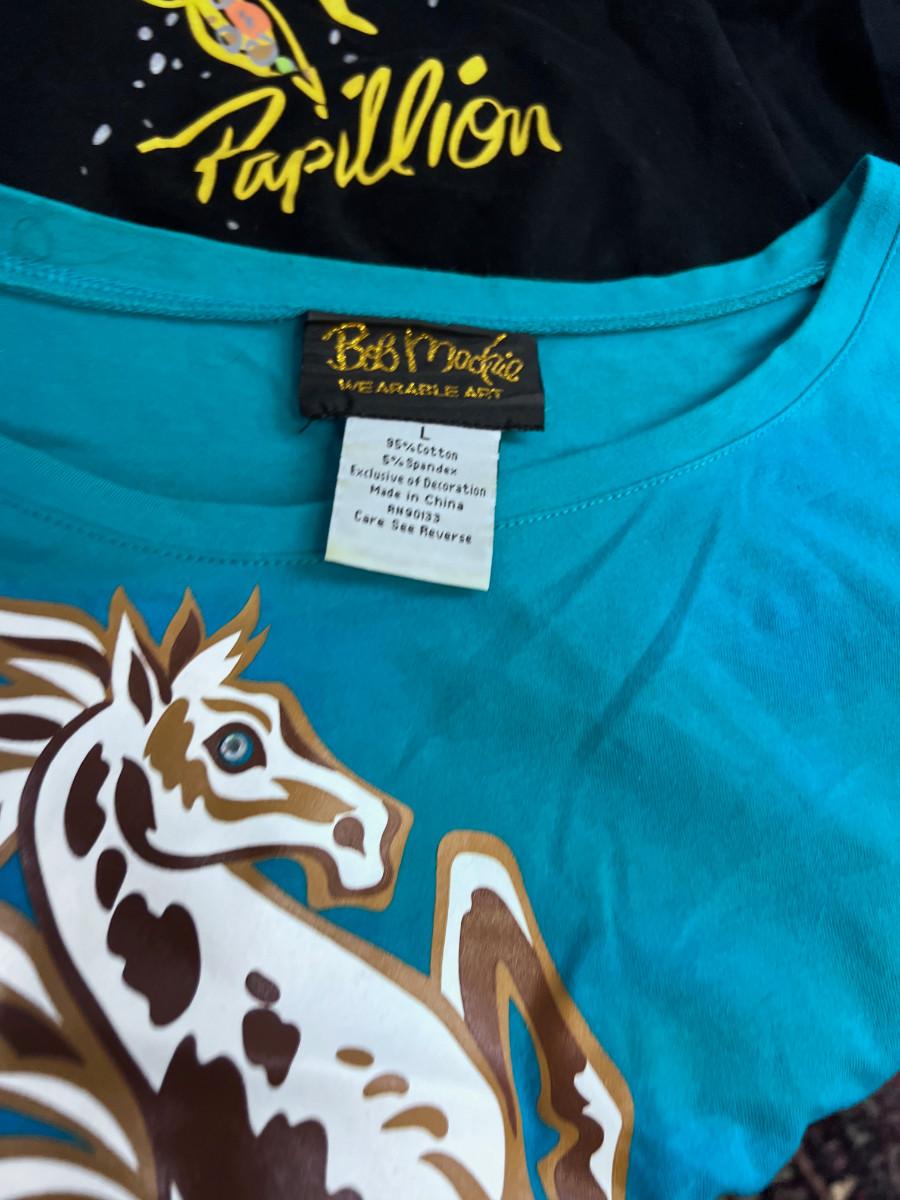 Papillion
Bob Mackie
WEARABLE ART
L
95% Cotton
5% Spandex
Exclusive of Decoration
Made in China
RN90133
Care See Reverse